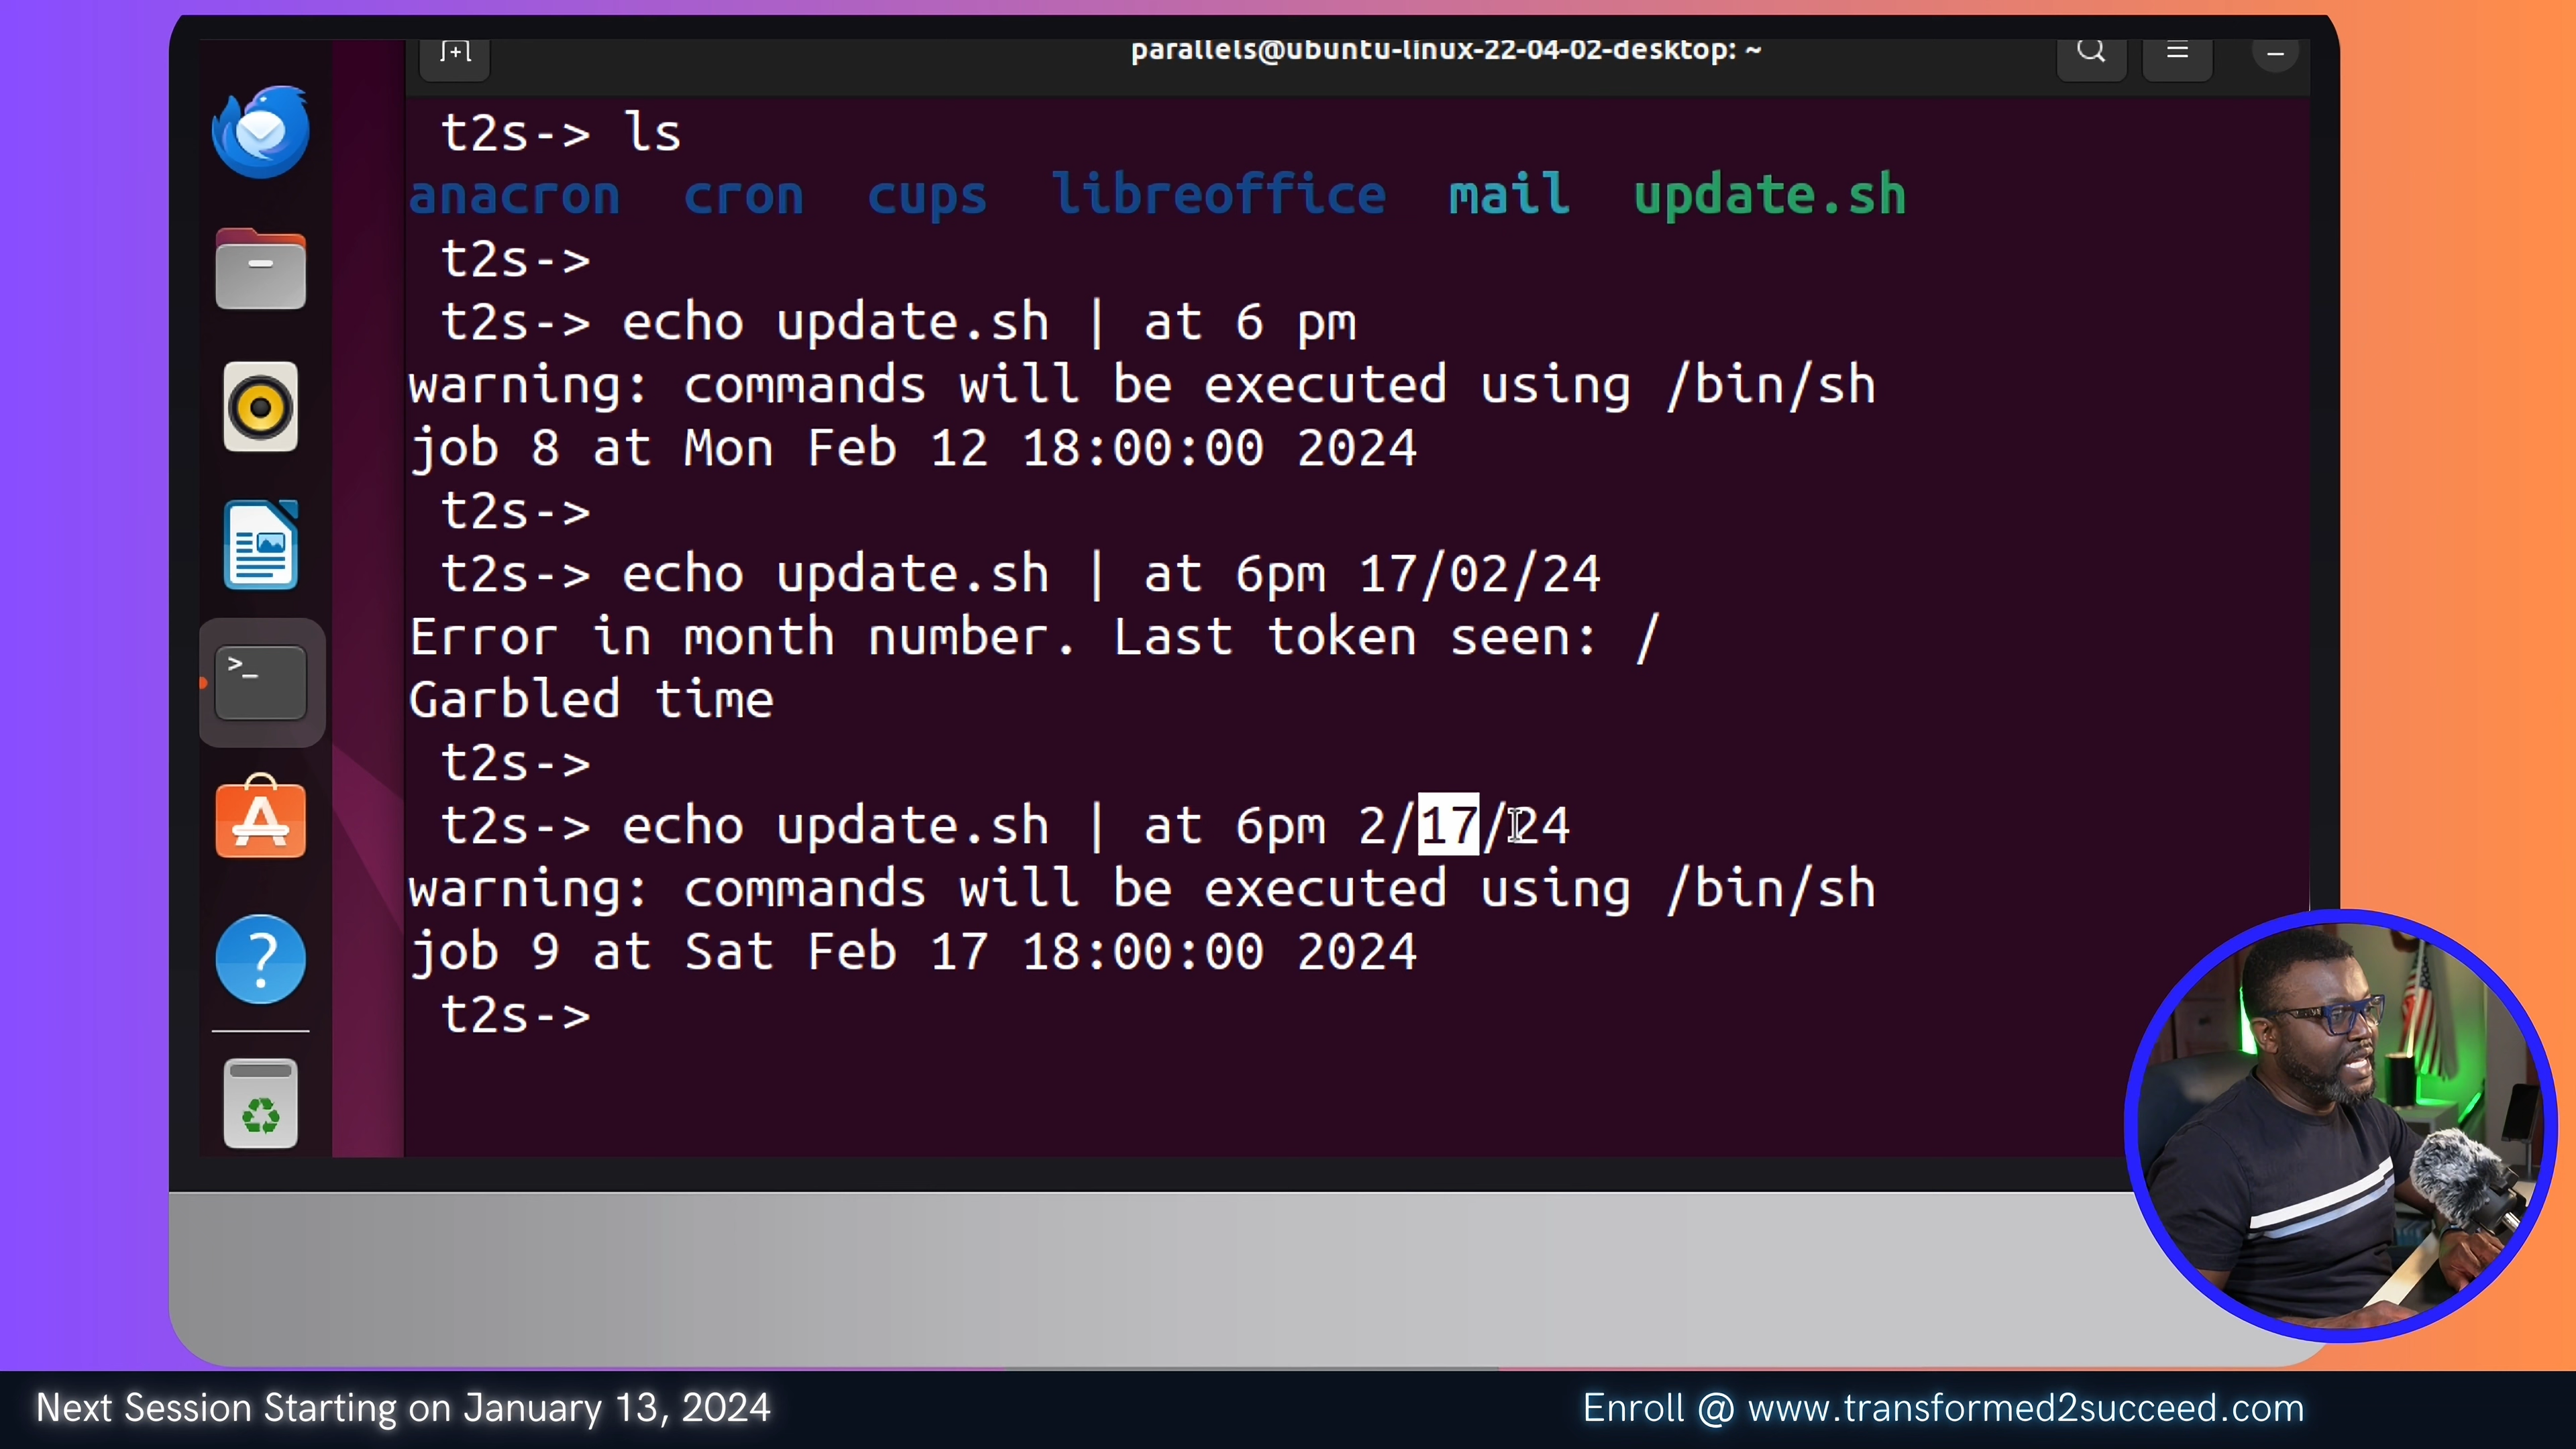 parallels@ubuntu-linux-22-04-02-desktop: ~
t2s-> ls
anacron cron cups libreoffice mail update.sh
t2s->
t2s-> echo update.sh | at 6 pm
warning: commands will be executed using /bin/sh
job 8 at Mon Feb 12 18:00:00 2024
t2s->
t2s-> echo update.sh | at 6pm 17/02/24
Error in month number. Last token seen: /
Garbled time
t2s->
t2s-> echo update.sh | at 6pm 2/17/24
warning: commands will be executed using /bin/sh
job 9 at Sat Feb 17 18:00:00 2024
t2s->
Next Session Starting on January 13, 2024
Enroll @ www.transformed2succeed.com